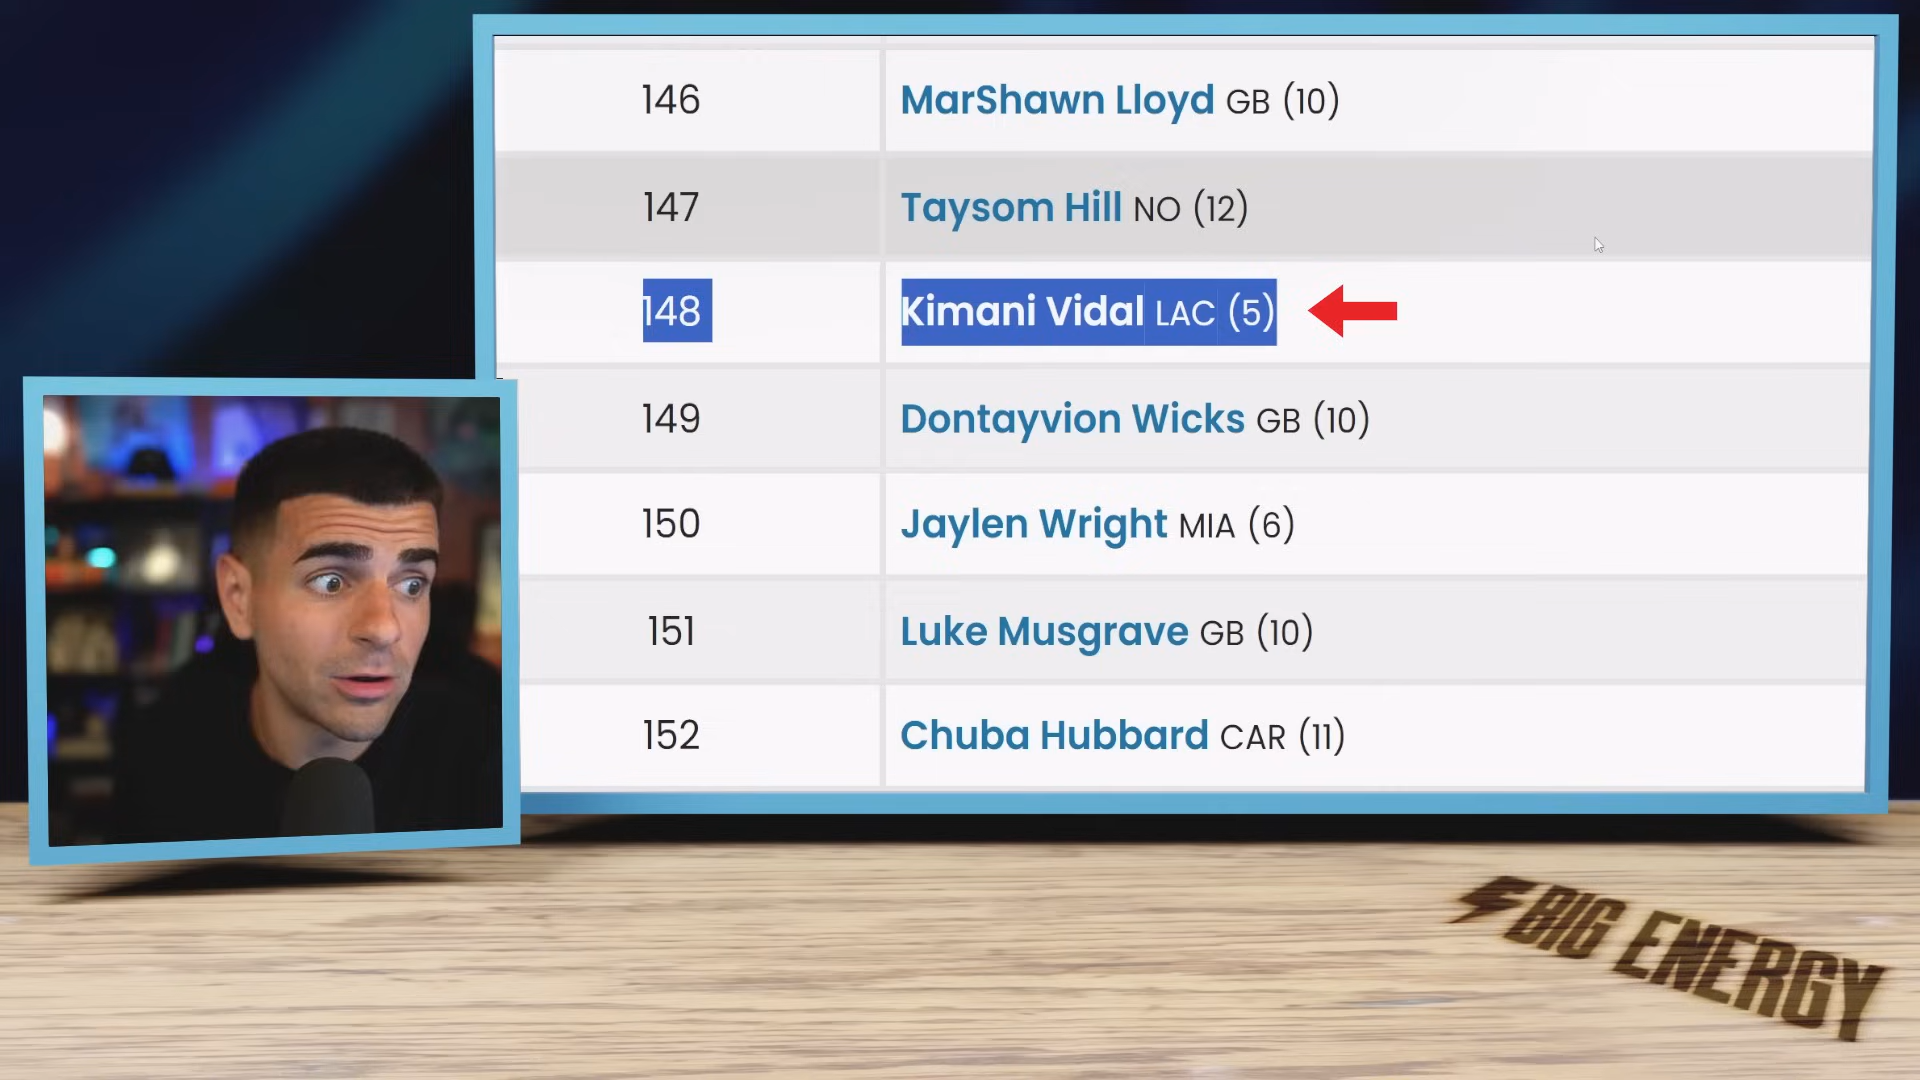 146 MarShawn Lloyd GB (10)
147 Taysom Hill NO (12)
148 Kimani Vidal LAC (5)
149 Dontayvion Wicks GB (10)
150 Jaylen Wright MIA (6)
151 Luke Musgrave GB (10)
152 Chuba Hubbard CAR (11)
BIG ENERGY